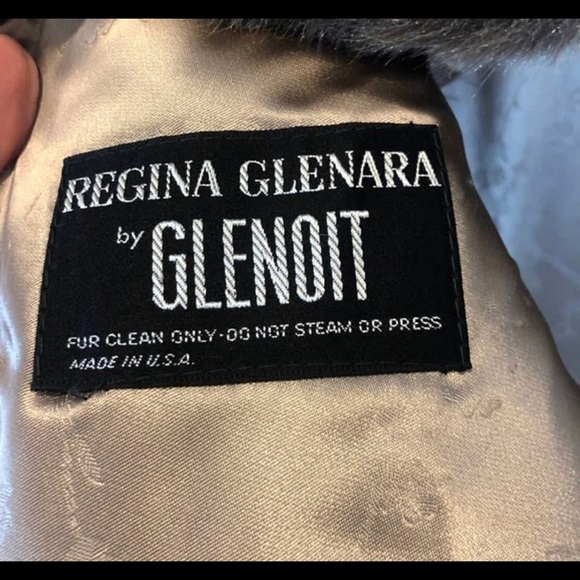 REGINA GLENARA
by GLENOIT
FUR CLEAN ONLY-DO NOT STEAM OR PRESS
MADE IN U.S.A.